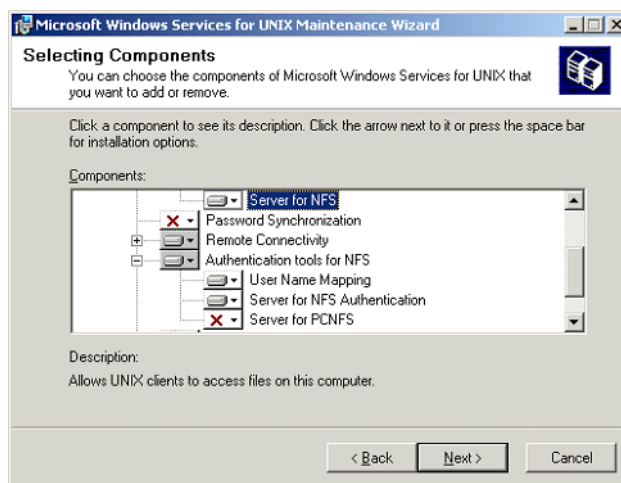 Microsoft Windows Services for UNIX Maintenance Wizard
Selecting Components
You can choose the components of Microsoft Windows Services for UNIX that
you want to add or remove.
Click a component to see its description. Click the arrow next to it or press the space bar
for installation options.
Components:
Server for NFS
Password Synchronization
Remote Connectivity
Authentication tools for NFS
User Name Mapping
Server for NFS Authentication
Server for PCNFS
Description:
Allows UNIX clients to access files on this computer.
< Back Next > Cancel